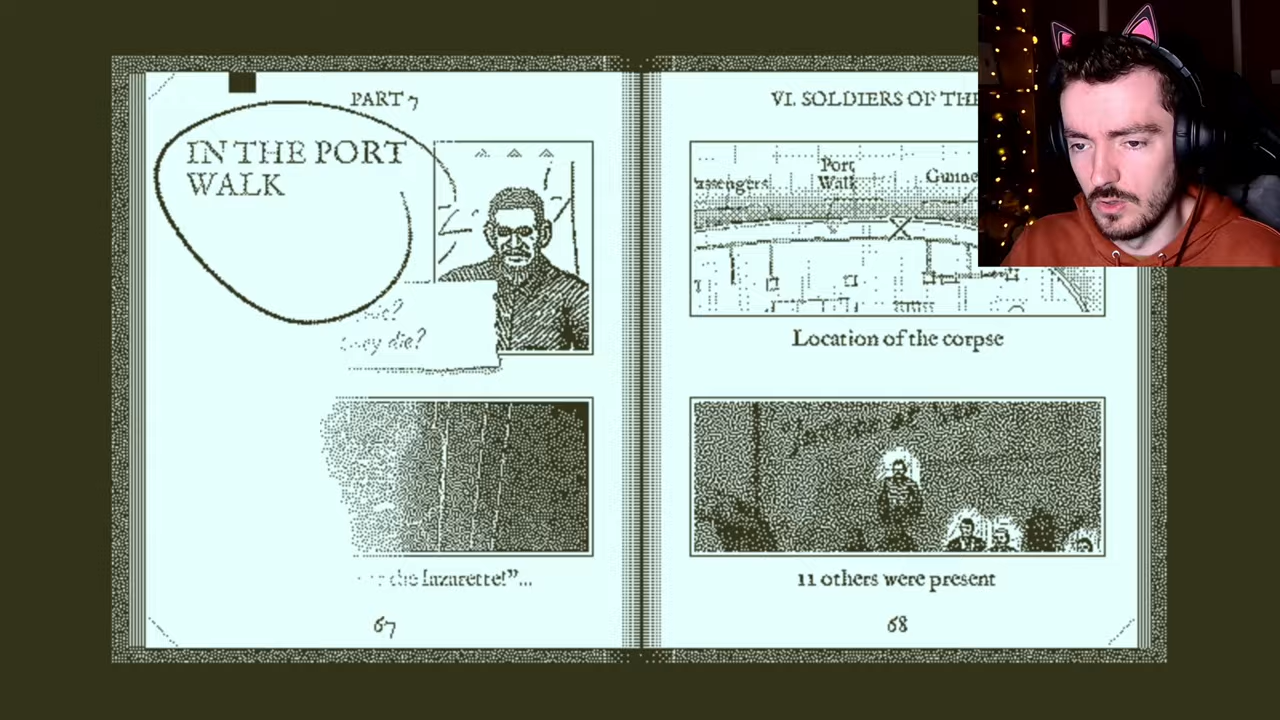 PART 7
IN THE PORT
WALK
they die?
the lazarette!”...
67
VI. SOLDIERS OF THE
Port
Walk
Location of the corpse
11 others were present
68